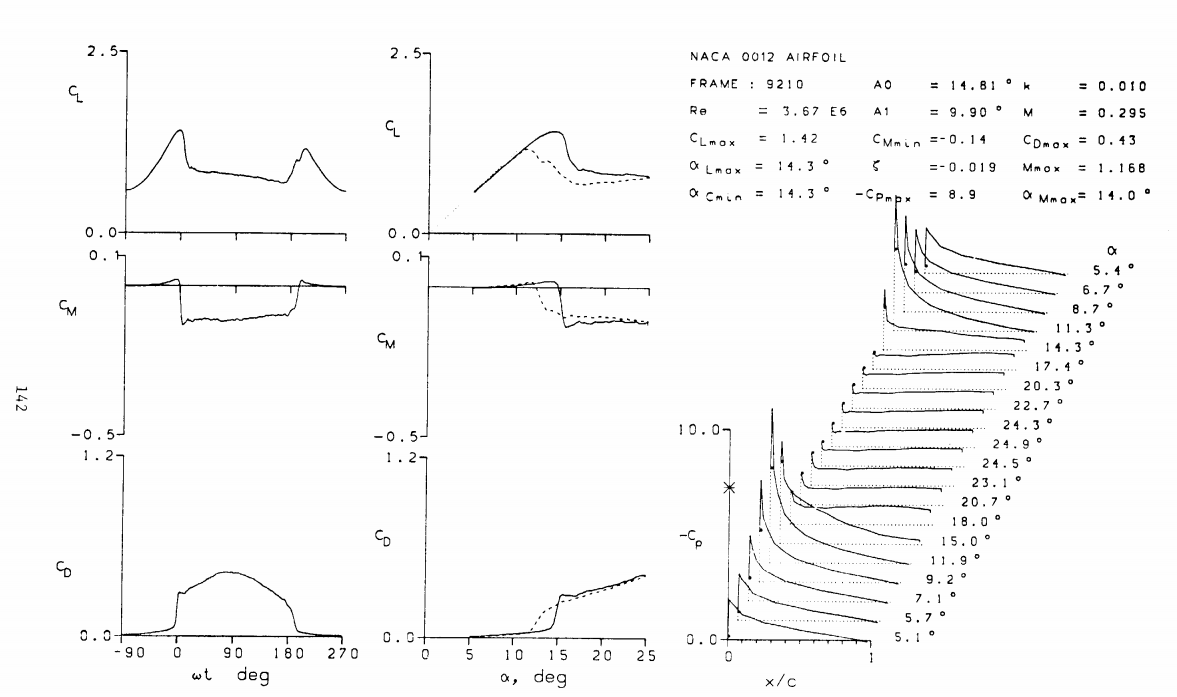 NACA 0012 AIRFOIL
FRAME : 9210 A0 = 14.81 ° k = 0.010
Re = 3.67 E6 A1 = 9.90 ° M = 0.295
CLmax = 1.42 CMmin =-0.14 CDmax = 0.43
αLmax = 14.3 ° ζ =-0.019 Mmax = 1.168
αCmin = 14.3 ° -CPmax = 8.9 αMmax= 14.0 °
2.5
CL
0.0
2.5
CL
0.0
0.1
CM
-0.5
0.1
CM
-0.5
1.2
CD
0.0
-90 0 90 180 270
ωt deg
1.2
CD
0.0
0 5 10 15 20 25
α, deg
α
5.4 °
6.7 °
8.7 °
11.3 °
14.3 °
17.4 °
20.3 °
22.7 °
24.3 °
24.9 °
24.5 °
23.1 °
20.7 °
18.0 °
15.0 °
11.9 °
9.2 °
7.1 °
5.7 °
5.1 °
10.0
-Cp
0.0
0 1
x/c
142